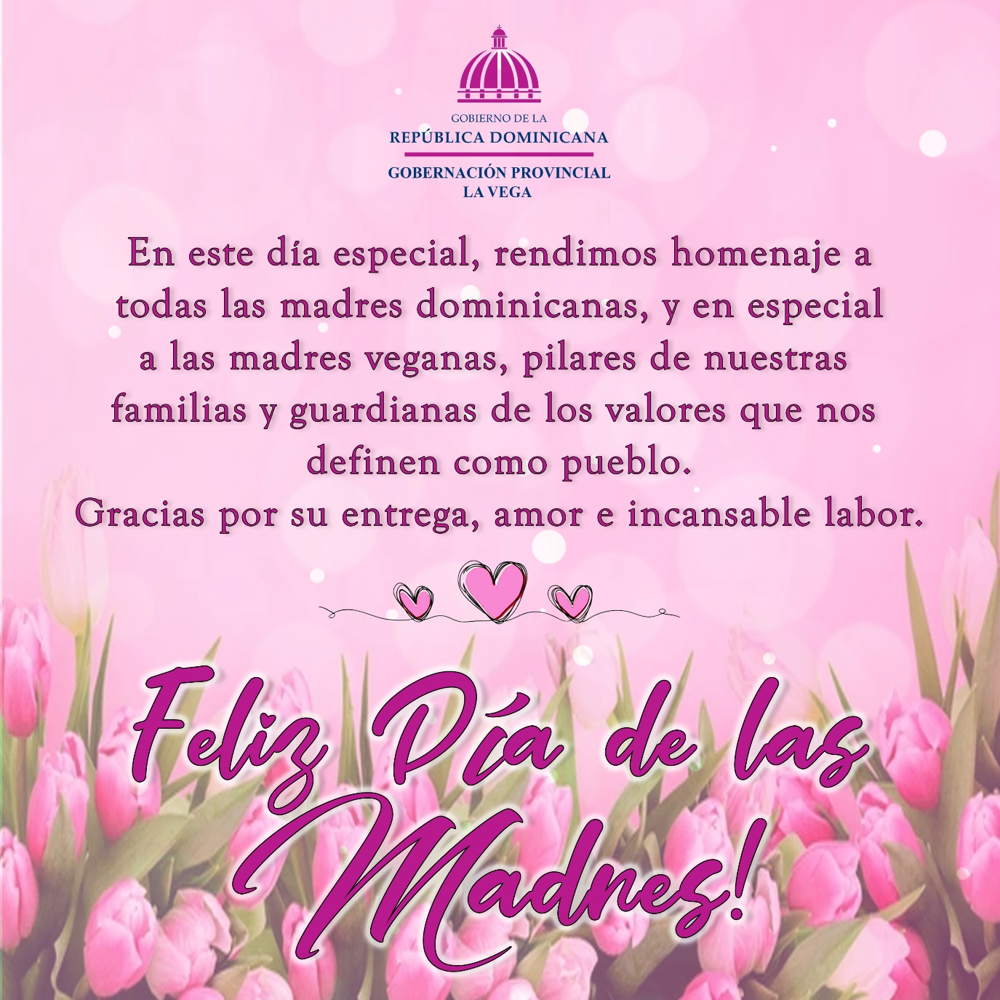 GOBIERNO DE LA
REPÚBLICA DOMINICANA
GOBERNACIÓN PROVINCIAL
LA VEGA
En este día especial, rendimos homenaje a
todas las madres dominicanas, y en especial
a las madres veganas, pilares de nuestras
familias y guardianas de los valores que nos
definen como pueblo.
Gracias por su entrega, amor e incansable labor.
Feliz Día de las
Madres!